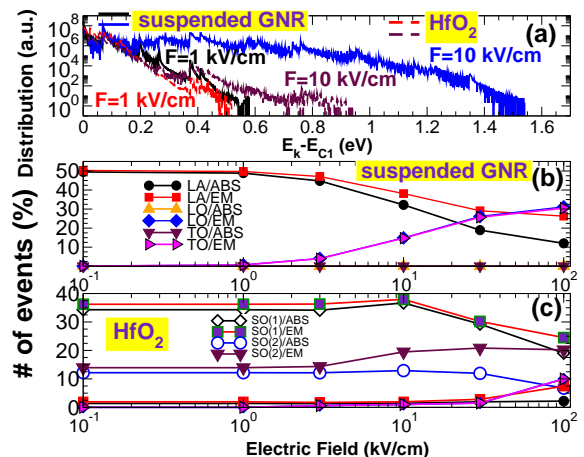 suspended GNR
HfO2
(a)
F=1 kV/cm
F=10 kV/cm
F=10 kV/cm
F=1 kV/cm
Distribution (a.u.)
10^8
10^6
10^4
10^2
10^0
0 0.2 0.4 0.6 0.8 1 1.2 1.4 1.6
E_k-E_C1 (eV)
suspended GNR
(b)
LA/ABS
LA/EM
LO/ABS
LO/EM
TO/ABS
TO/EM
50
40
30
20
10
0
10^-1 10^0 10^1 10^2
# of events (%)
(c)
HfO2
SO(1)/ABS
SO(1)/EM
SO(2)/ABS
SO(2)/EM
40
30
20
10
0
10^-1 10^0 10^1 10^2
Electric Field (kV/cm)